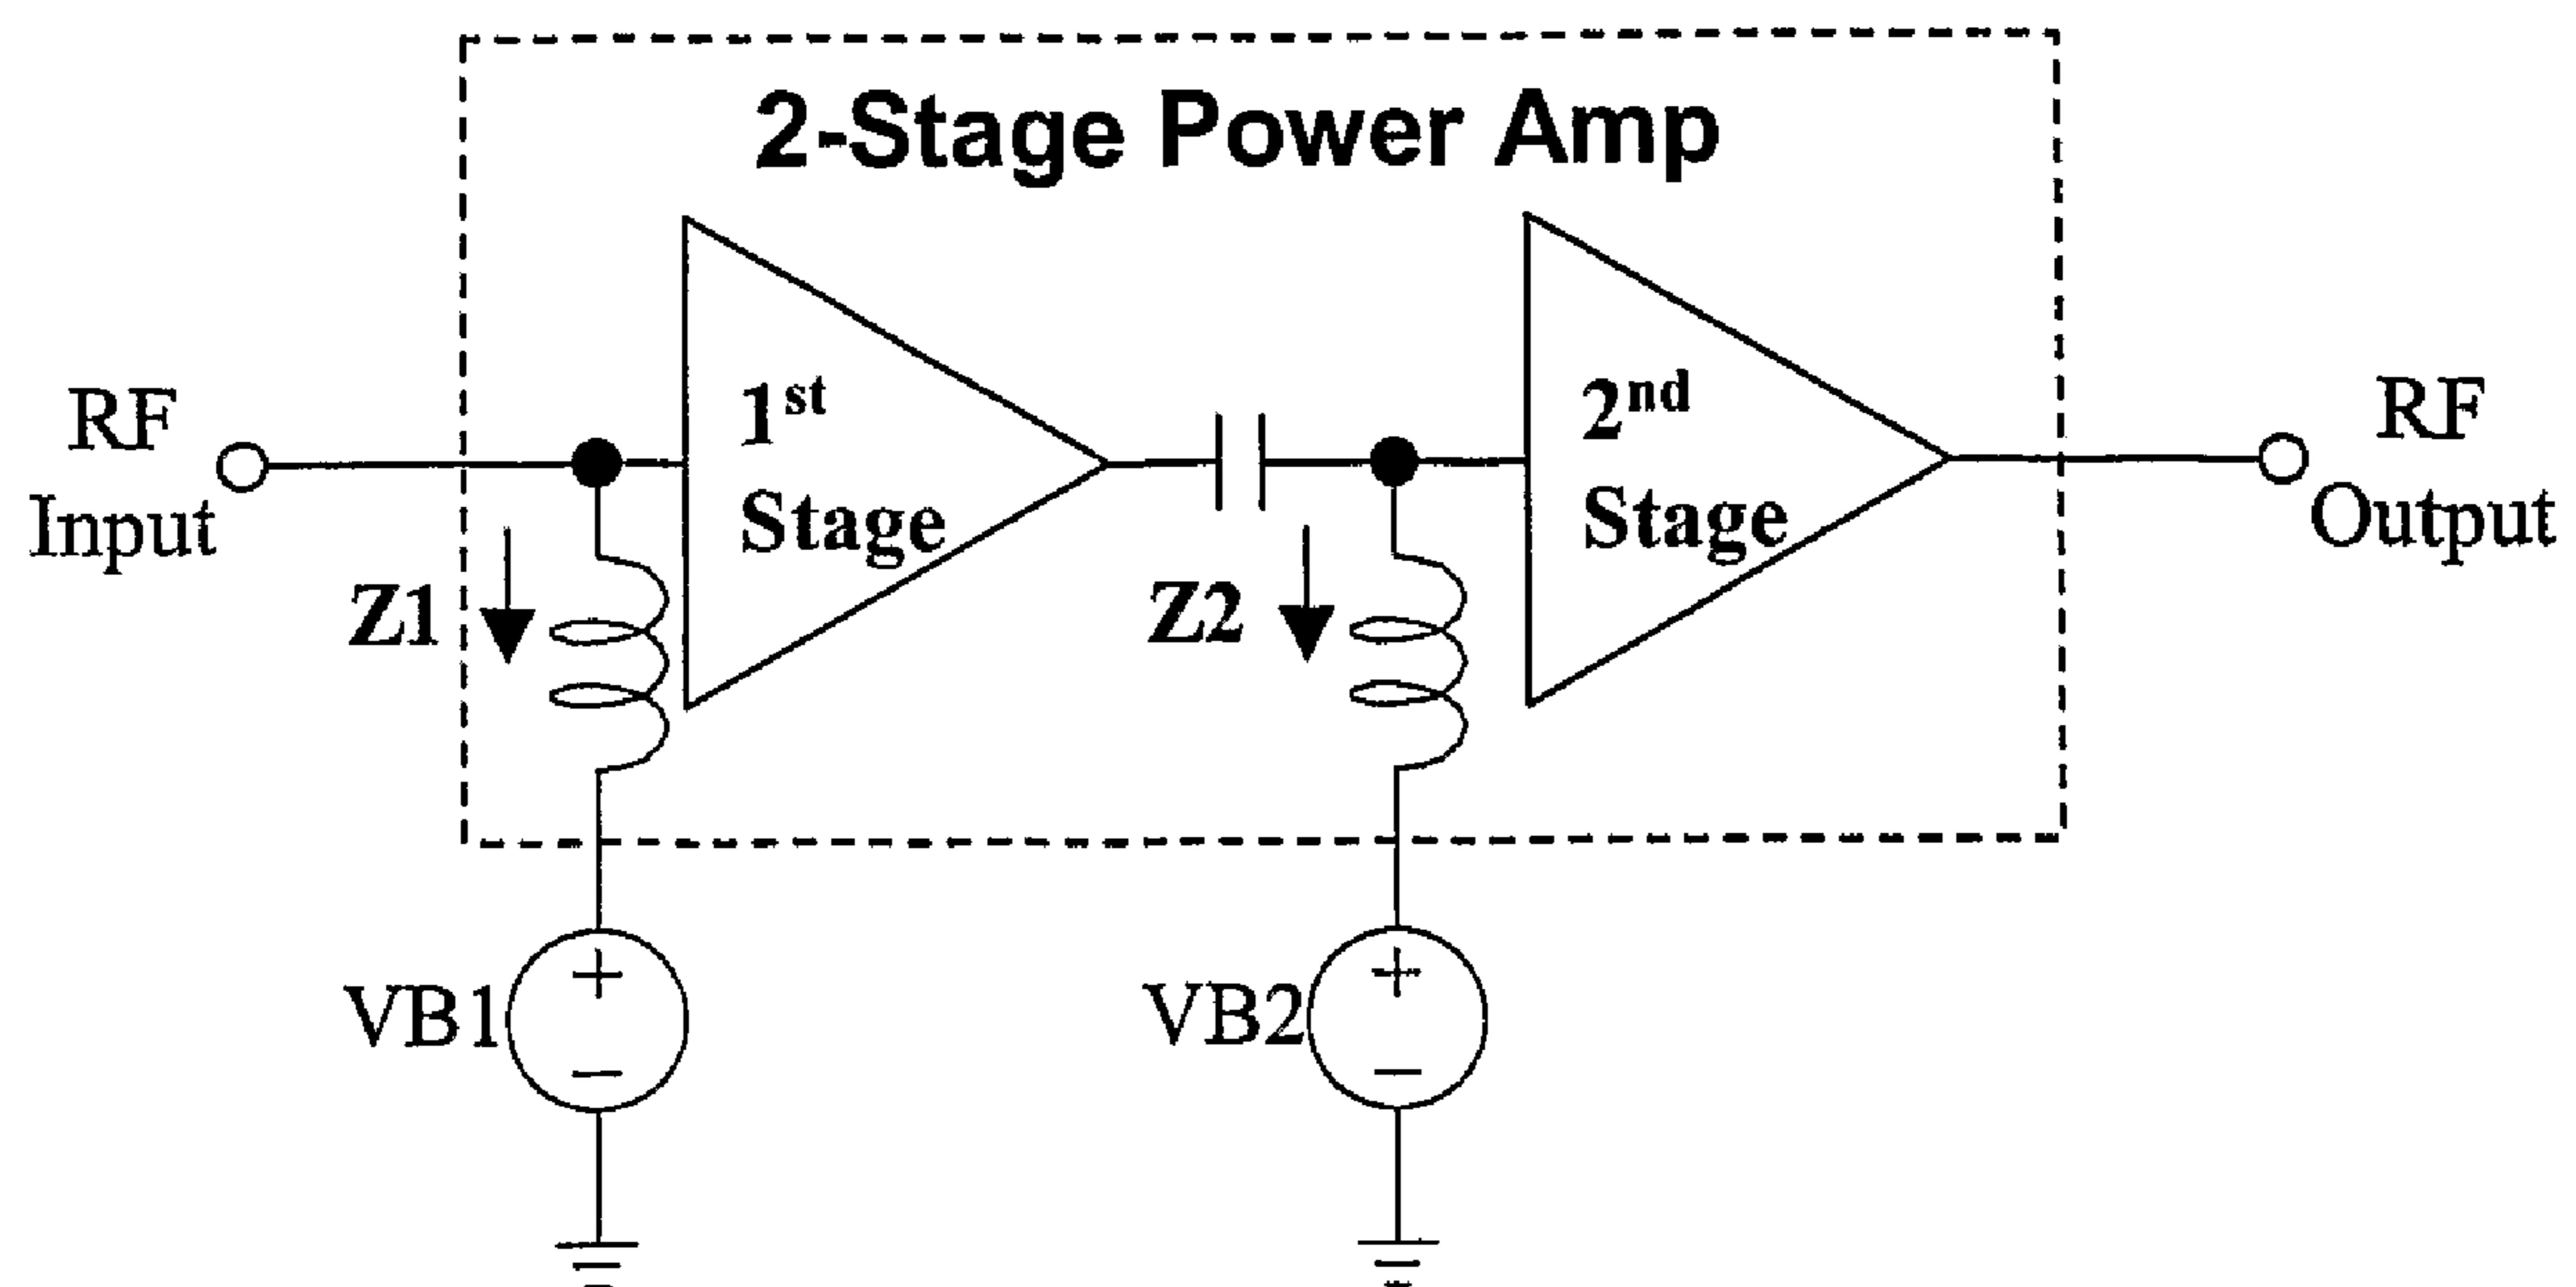 2-Stage Power Amp
RF
Input
1st
Stage
2nd
Stage
RF
Output
Z1
Z2
+
+
VB1
VB2
−
−